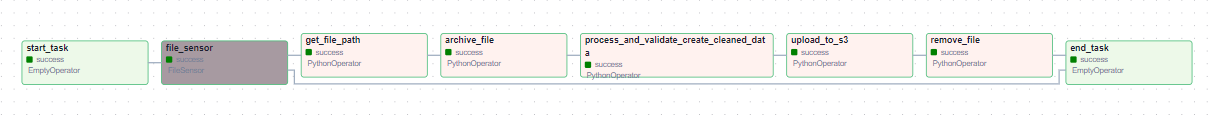 start_task
success
EmptyOperator
file_sensor
success
FileSensor
get_file_path
success
PythonOperator
archive_file
success
PythonOperator
process_and_validate_create_cleaned_dat
a
success
PythonOperator
upload_to_s3
success
PythonOperator
remove_file
success
PythonOperator
end_task
success
EmptyOperator